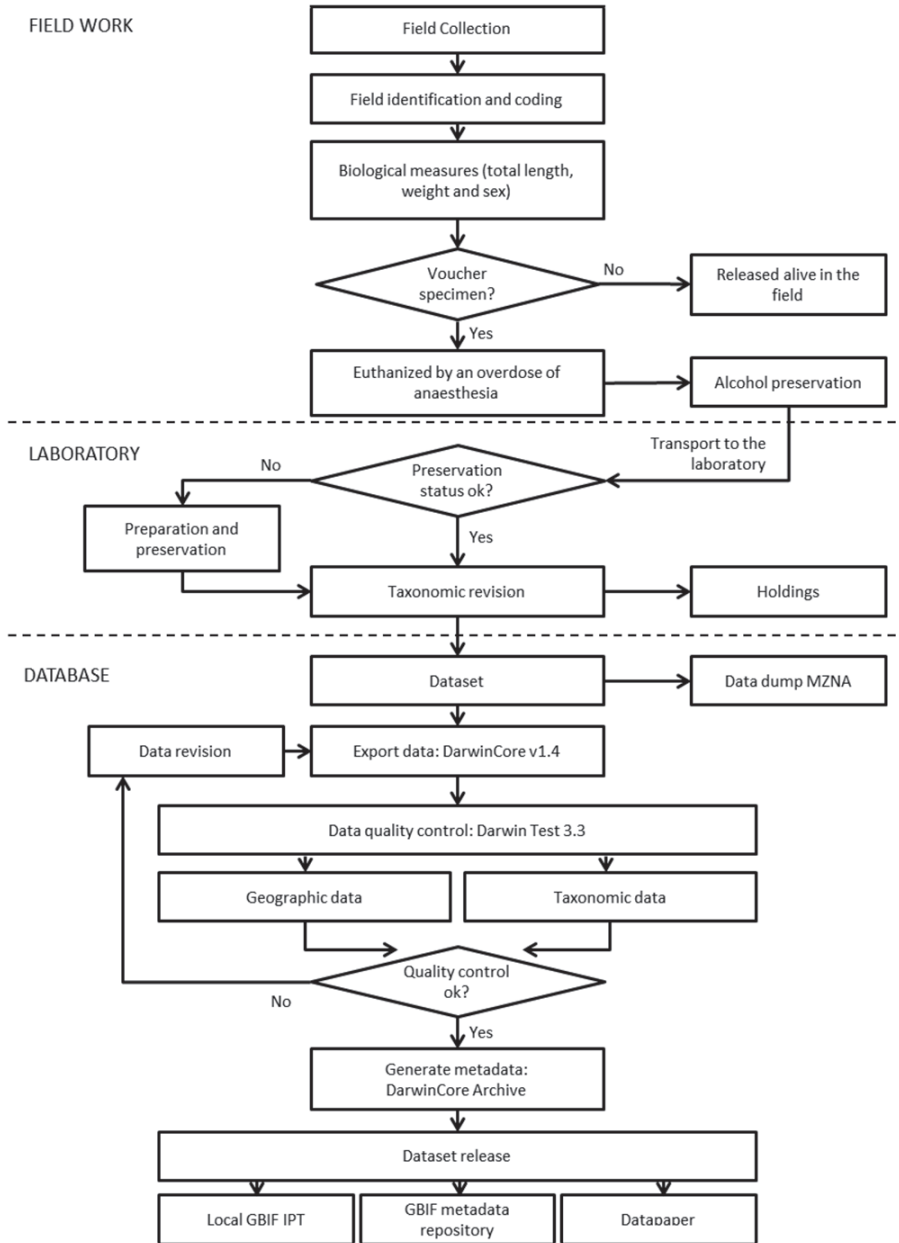 FIELD WORK
Field Collection
Field identification and coding
Biological measures (total length,
weight and sex)
Voucher
specimen?
No
Released alive in the
field
Yes
Euthanized by an overdose of
anaesthesia
Alcohol preservation
LABORATORY
Transport to the
laboratory
No
Preservation
status ok?
Preparation and
preservation
Yes
Taxonomic revision
Holdings
DATABASE
Dataset
Data dump MZNA
Data revision
Export data: DarwinCore v1.4
Data quality control: Darwin Test 3.3
Geographic data
Taxonomic data
Quality control
ok?
No
Yes
Generate metadata:
DarwinCore Archive
Dataset release
Local GBIF IPT
GBIF metadata
repository
Datapaper